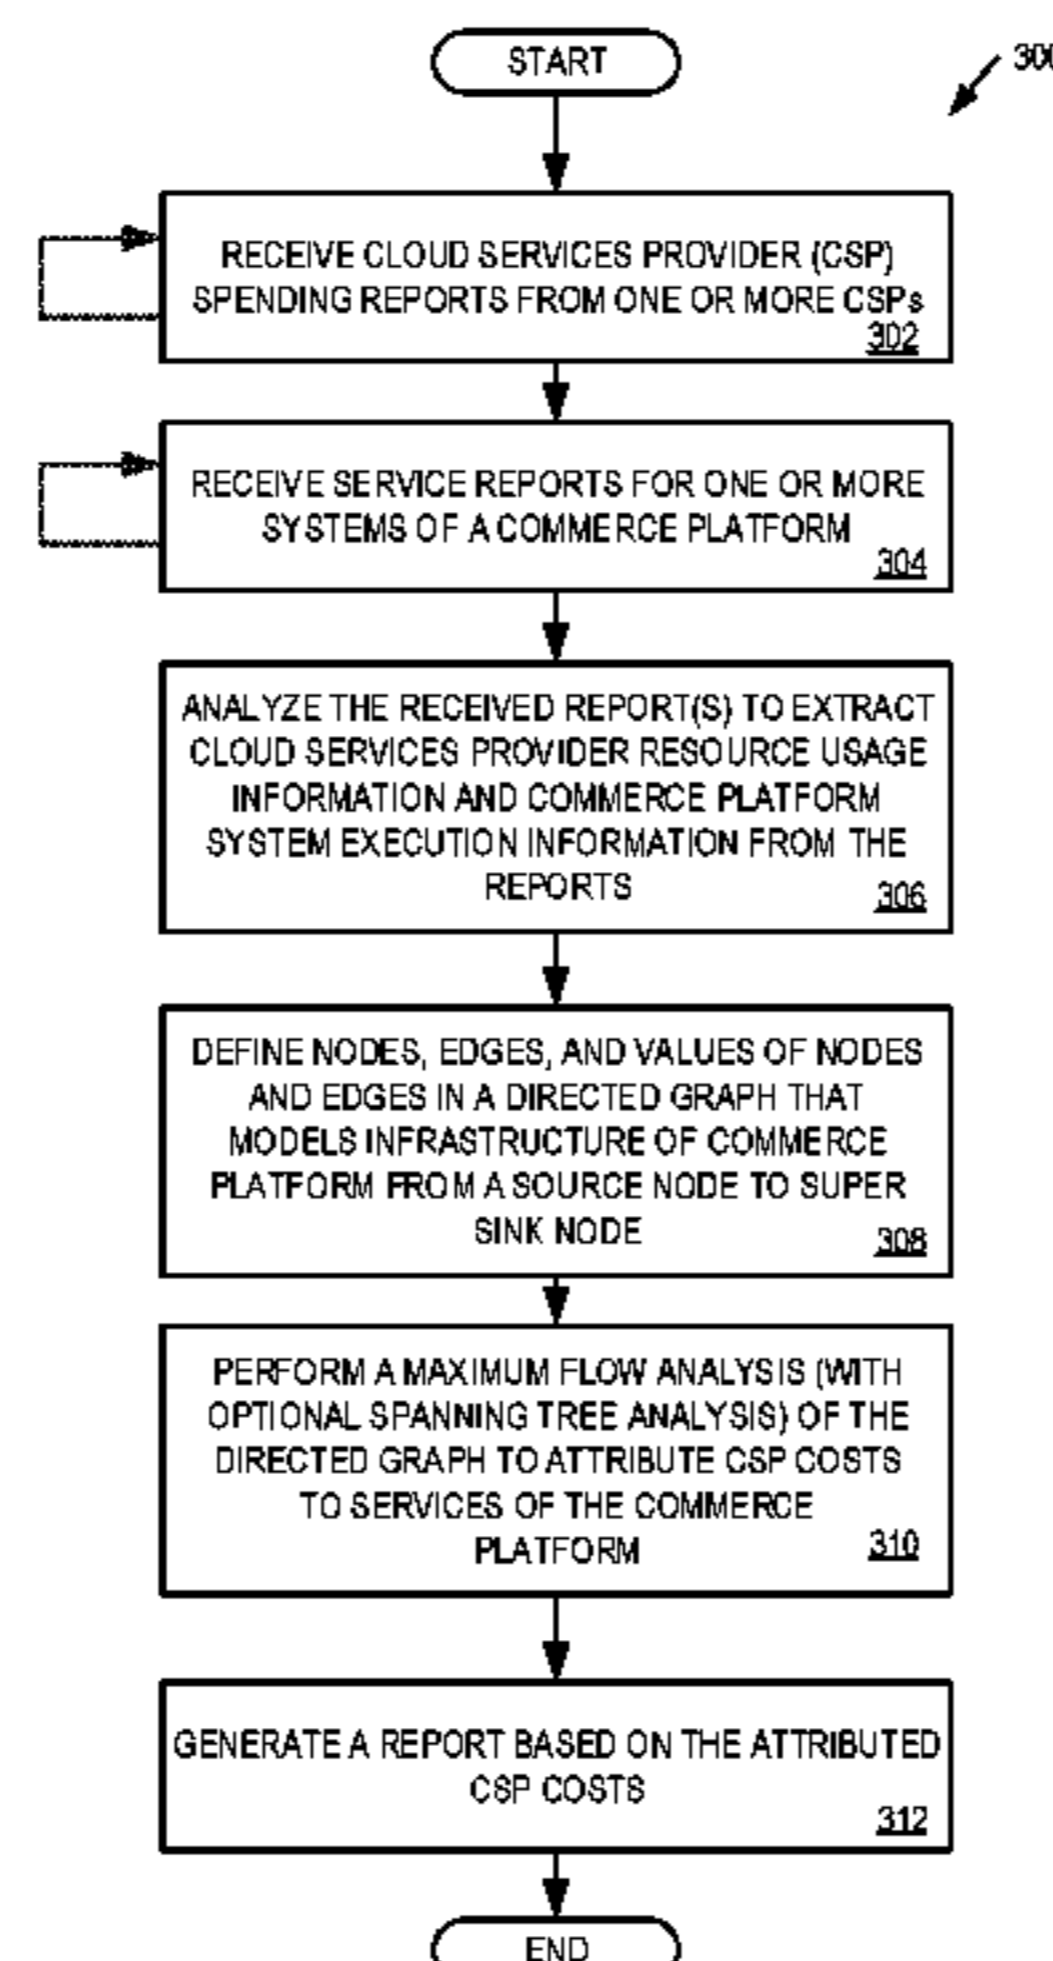 START
300
RECEIVE CLOUD SERVICES PROVIDER (CSP)
SPENDING REPORTS FROM ONE OR MORE CSPs
302
RECEIVE SERVICE REPORTS FOR ONE OR MORE
SYSTEMS OF A COMMERCE PLATFORM
304
ANALYZE THE RECEIVED REPORT(S) TO EXTRACT
CLOUD SERVICES PROVIDER RESOURCE USAGE
INFORMATION AND COMMERCE PLATFORM
SYSTEM EXECUTION INFORMATION FROM THE
REPORTS
306
DEFINE NODES, EDGES, AND VALUES OF NODES
AND EDGES IN A DIRECTED GRAPH THAT
MODELS INFRASTRUCTURE OF COMMERCE
PLATFORM FROM A SOURCE NODE TO SUPER
SINK NODE
308
PERFORM A MAXIMUM FLOW ANALYSIS (WITH
OPTIONAL SPANNING TREE ANALYSIS) OF THE
DIRECTED GRAPH TO ATTRIBUTE CSP COSTS
TO SERVICES OF THE COMMERCE
PLATFORM
310
GENERATE A REPORT BASED ON THE ATTRIBUTED
CSP COSTS
312
END